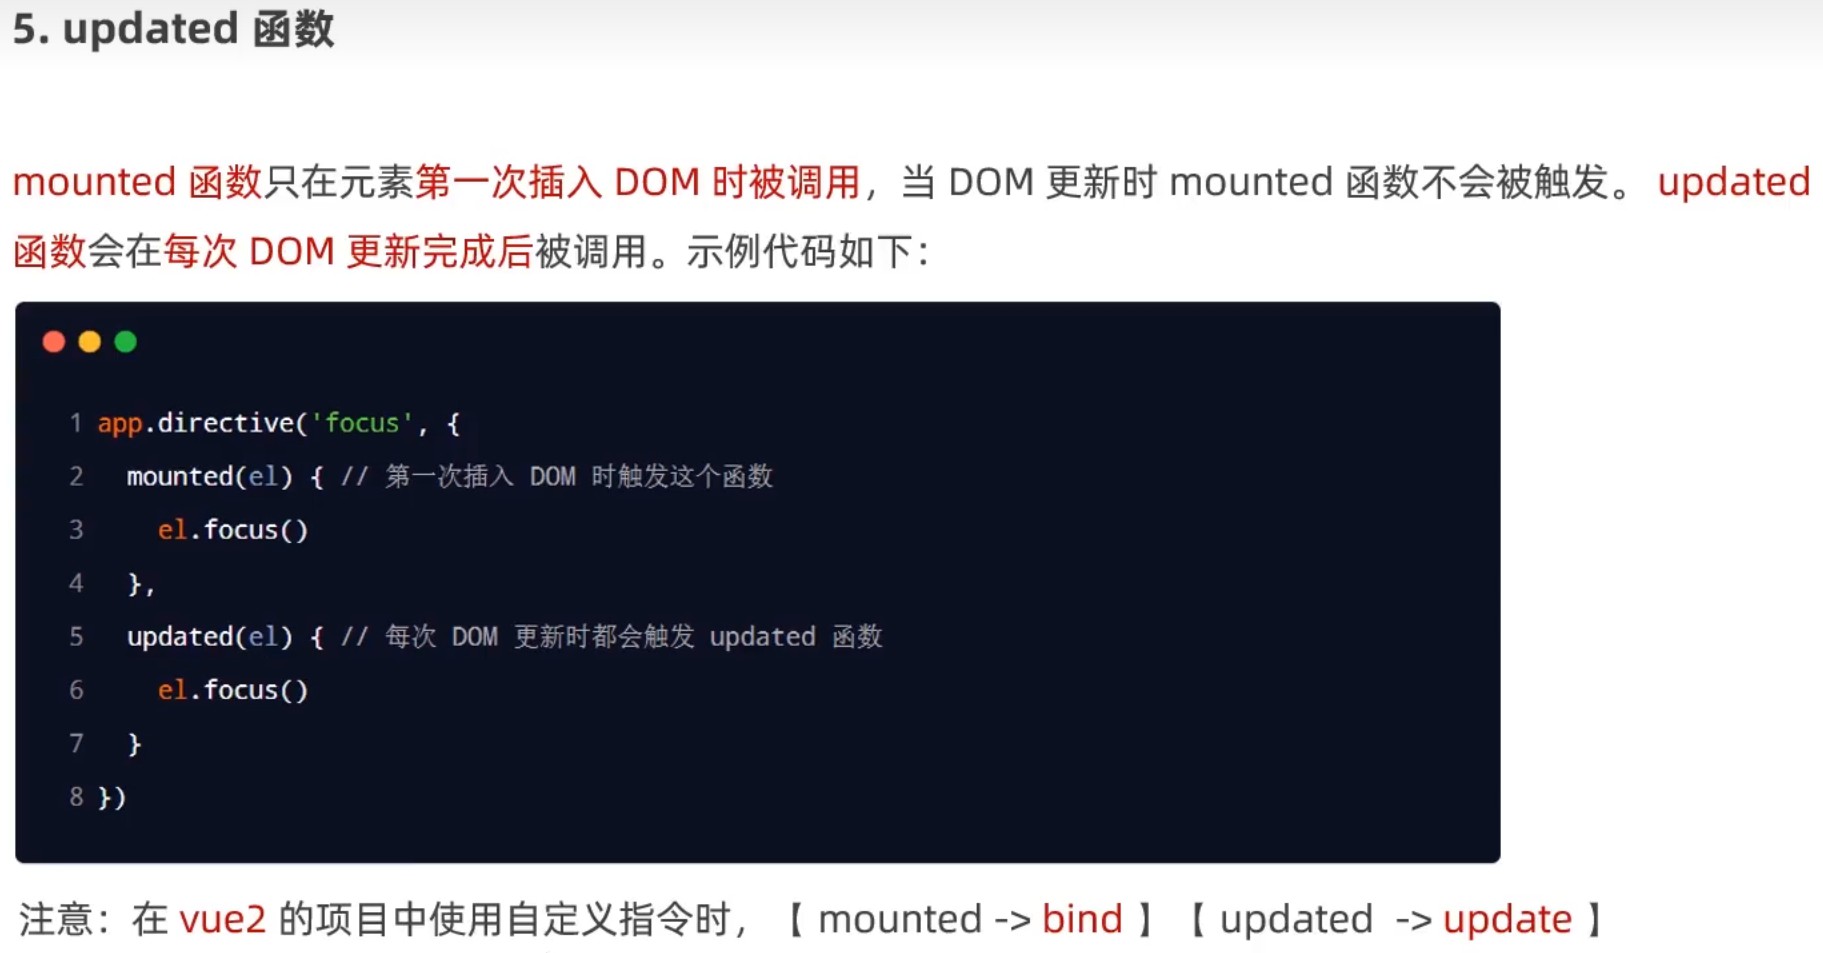 5. updated 函数
mounted 函数只在元素第一次插入 DOM 时被调用，当 DOM 更新时 mounted 函数不会被触发。 updated
函数会在每次 DOM 更新完成后被调用。示例代码如下：
1 app.directive('focus', {
2   mounted(el) { // 第一次插入 DOM 时触发这个函数
3     el.focus()
4   },
5   updated(el) { // 每次 DOM 更新时都会触发 updated 函数
6     el.focus()
7   }
8 })
注意：在 vue2 的项目中使用自定义指令时，【 mounted -> bind 】【 updated -> update 】